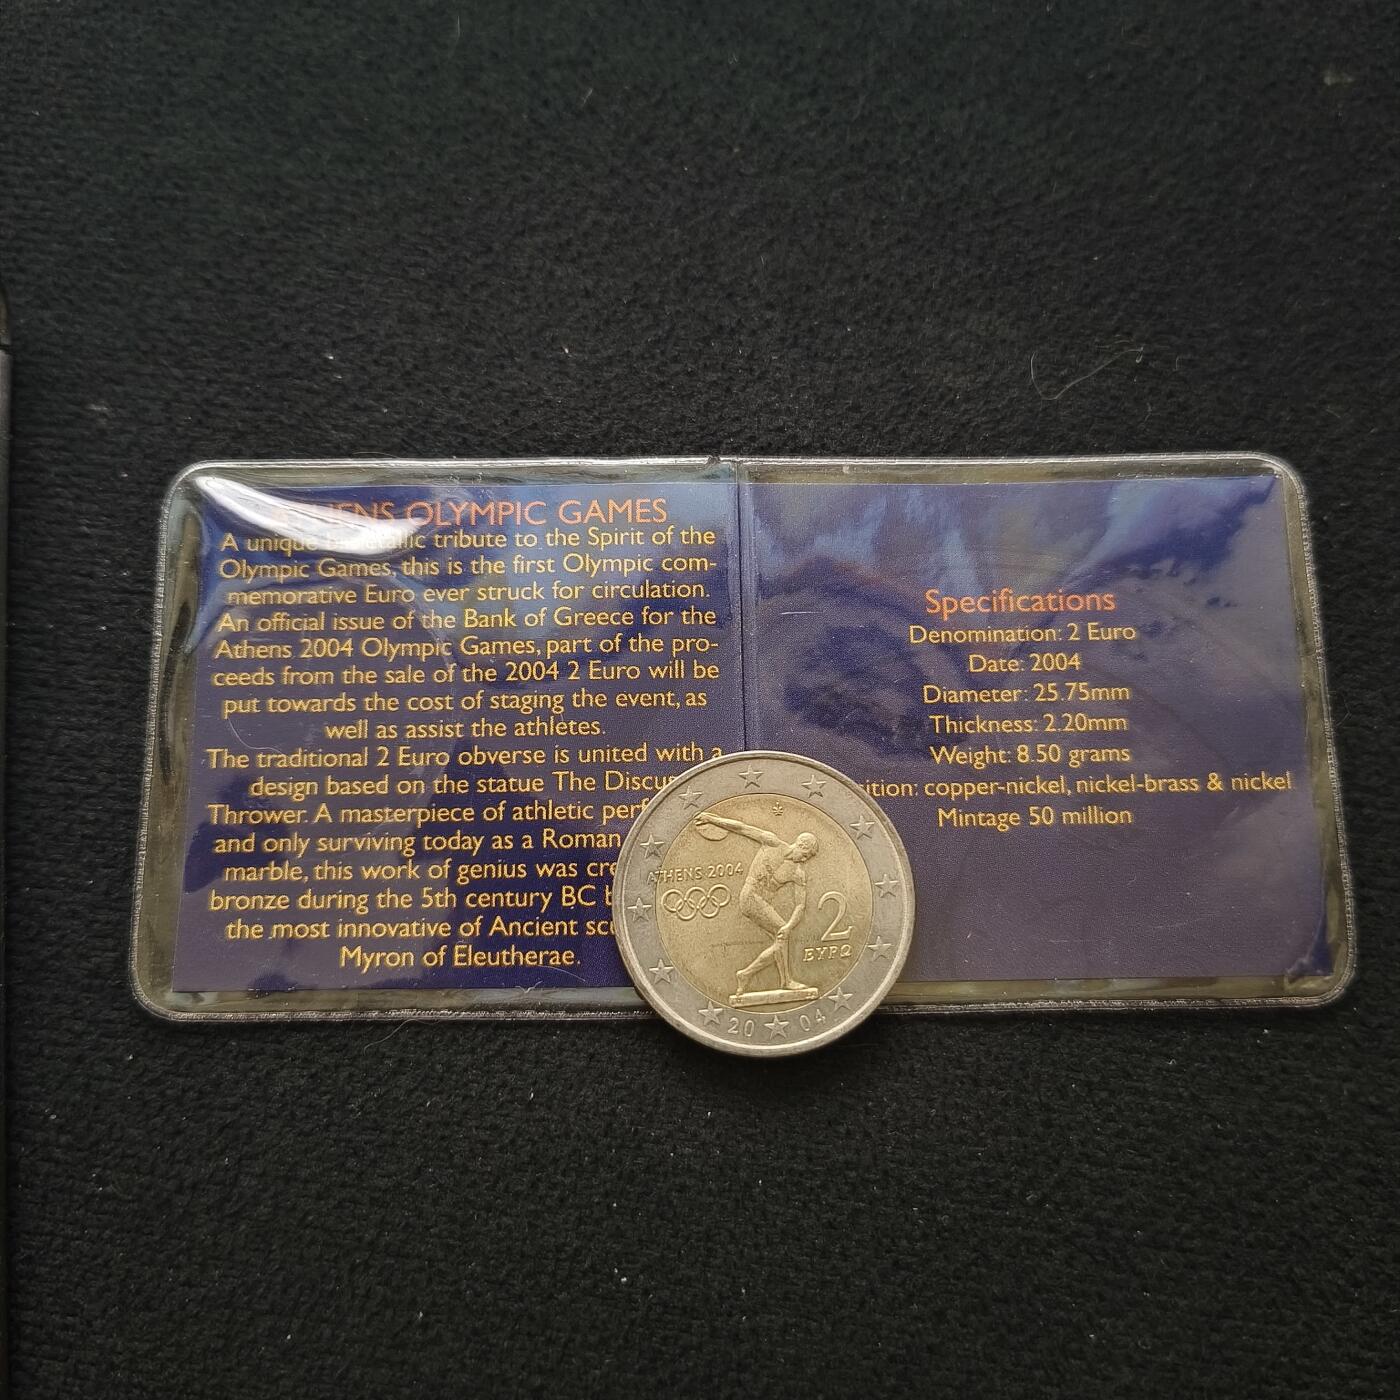 ATHENS OLYMPIC GAMES
A unique tribute to the Spirit of the
Olympic Games, this is the first Olympic com-
memorative Euro ever struck for circulation.
An official issue of the Bank of Greece for the
Athens 2004 Olympic Games, part of the pro-
ceeds from the sale of the 2004 2 Euro will be
put towards the cost of staging the event, as
well as assist the athletes.
The traditional 2 Euro obverse is united with a
design based on the statue The
Thrower. A masterpiece of athletic
and only surviving today as a Roman
marble, this work of genius was
bronze during the 5th century BC
the most innovative of Ancient
Myron of Eleutherae.
Specifications
Denomination: 2 Euro
Date: 2004
Diameter: 25.75mm
Thickness: 2.20mm
Weight: 8.50 grams
copper-nickel, nickel-brass & nickel
Mintage 50 million
ATHENS 2004
2
ΕΥΡΩ
20 04